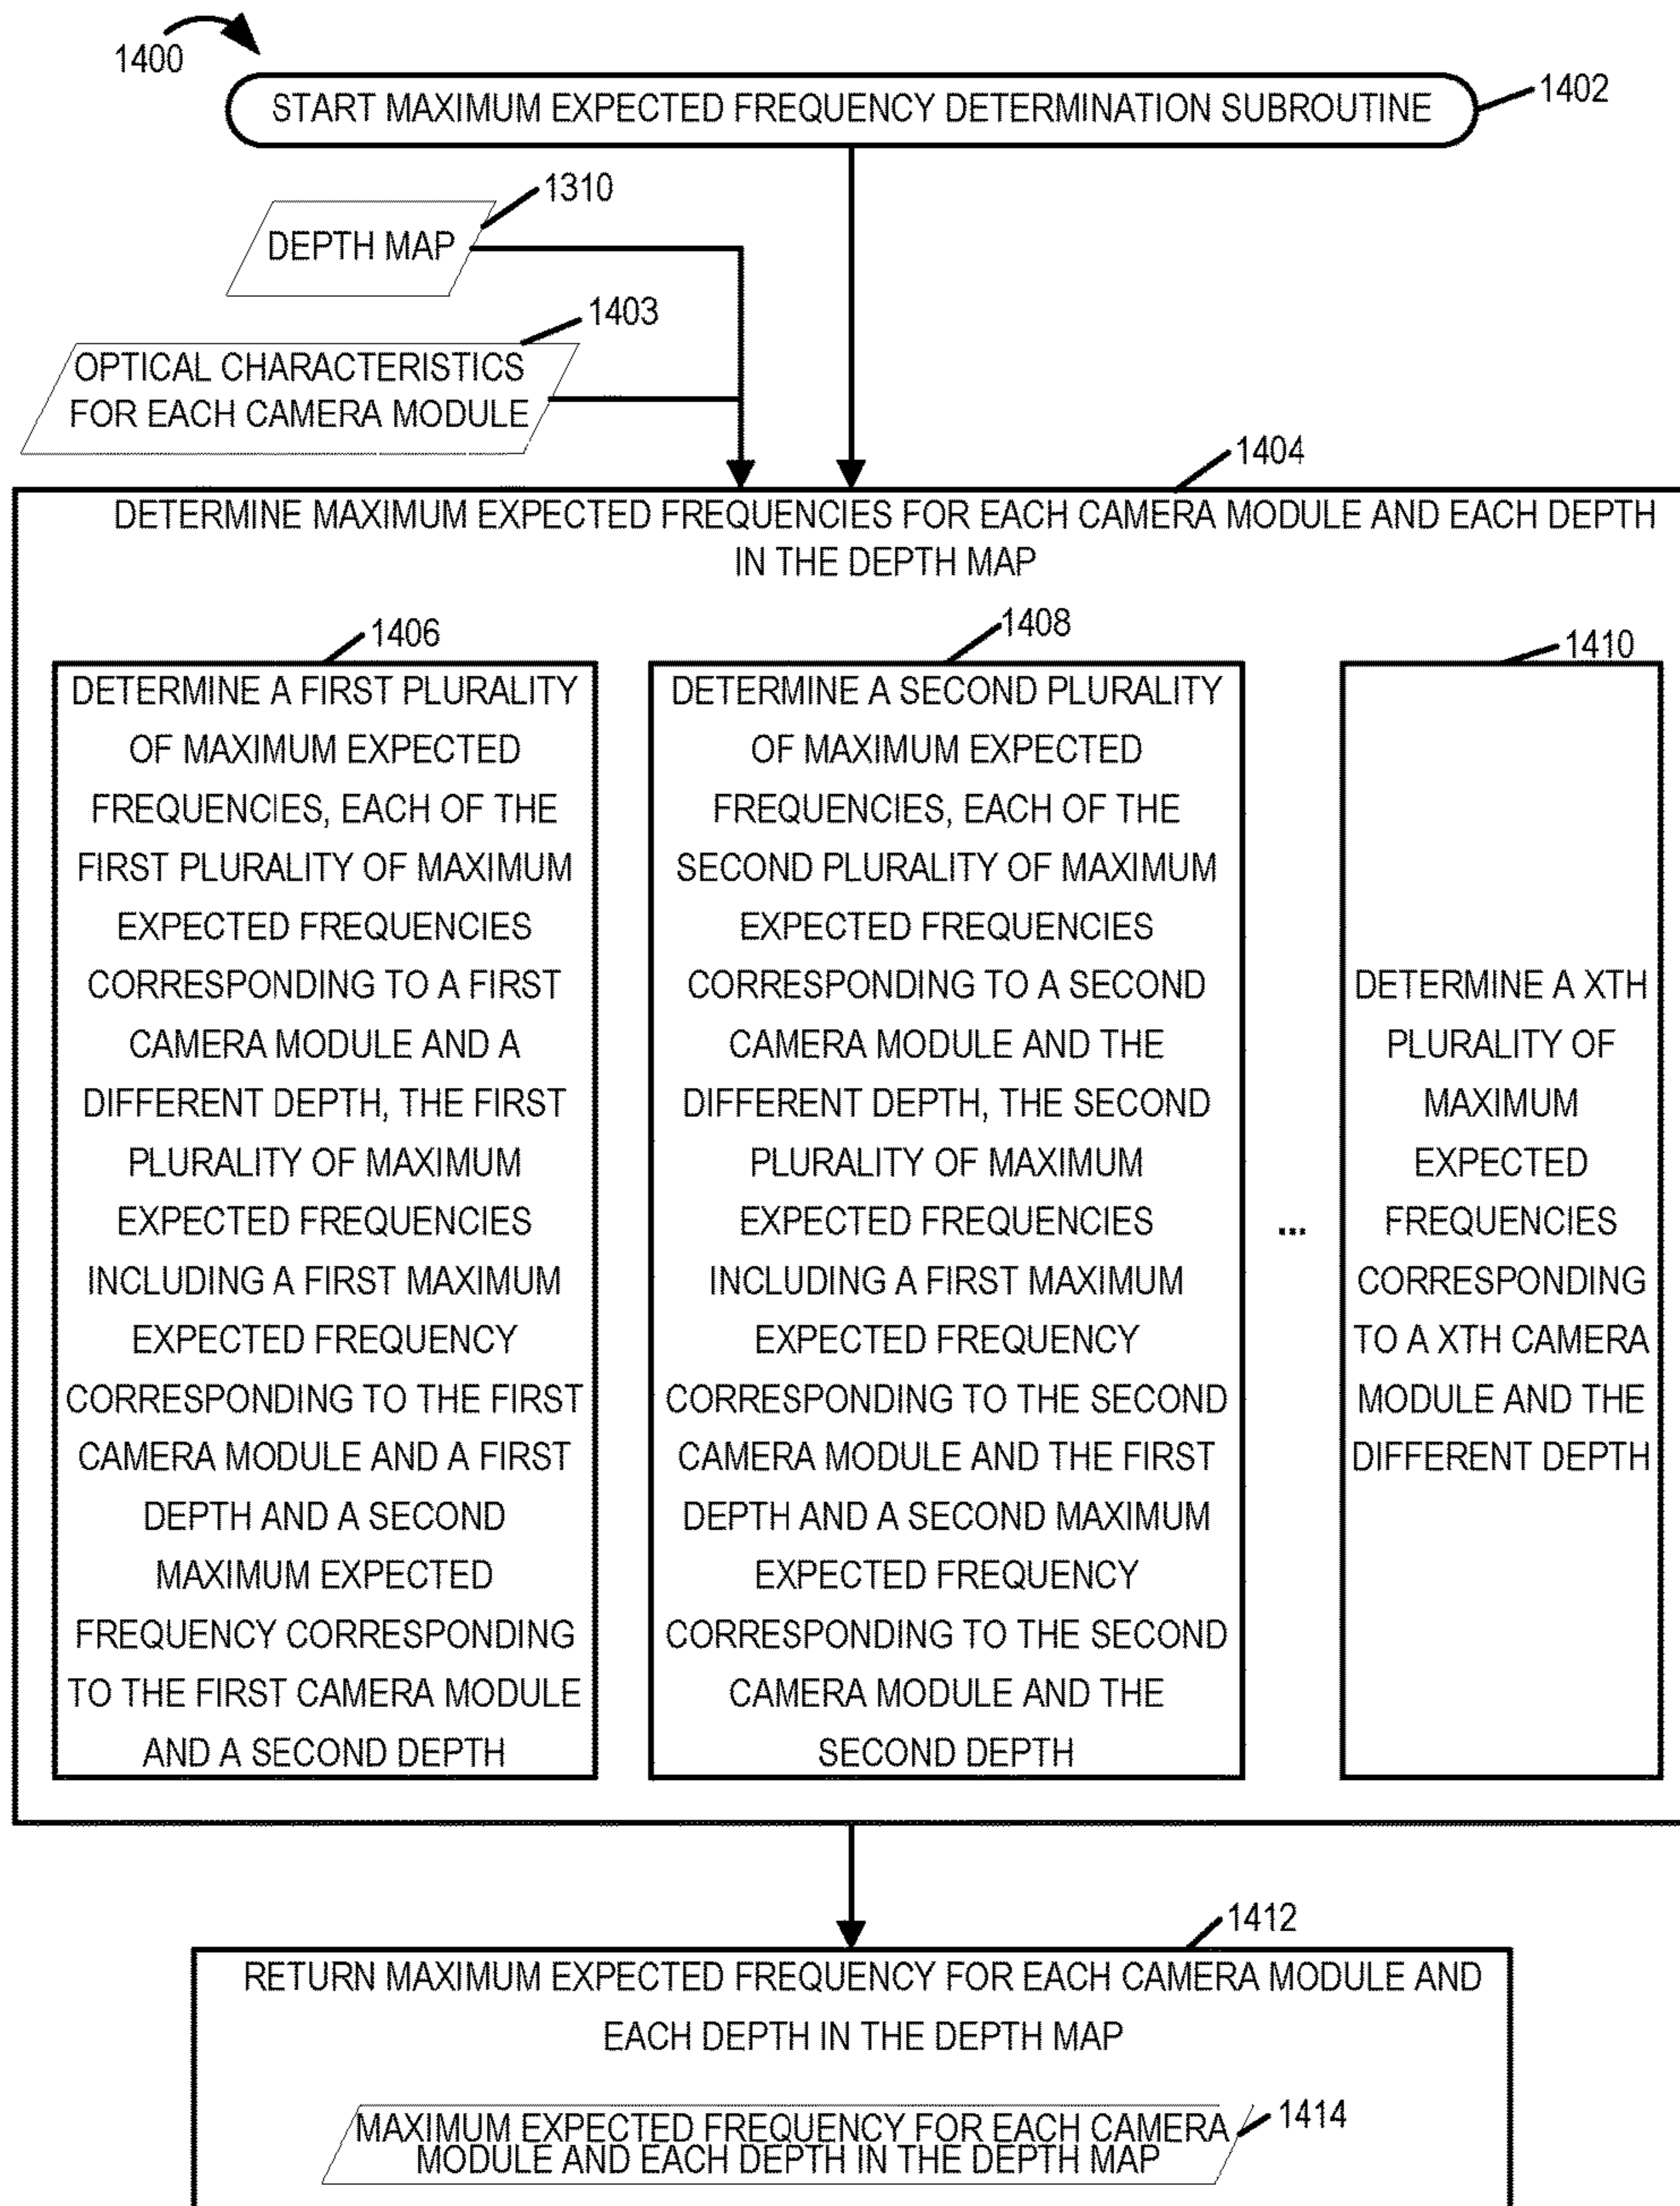 1400
START MAXIMUM EXPECTED FREQUENCY DETERMINATION SUBROUTINE
1402
1310
DEPTH MAP
1403
OPTICAL CHARACTERISTICS
FOR EACH CAMERA MODULE
1404
DETERMINE MAXIMUM EXPECTED FREQUENCIES FOR EACH CAMERA MODULE AND EACH DEPTH
IN THE DEPTH MAP
1406
DETERMINE A FIRST PLURALITY
OF MAXIMUM EXPECTED
FREQUENCIES, EACH OF THE
FIRST PLURALITY OF MAXIMUM
EXPECTED FREQUENCIES
CORRESPONDING TO A FIRST
CAMERA MODULE AND A
DIFFERENT DEPTH, THE FIRST
PLURALITY OF MAXIMUM
EXPECTED FREQUENCIES
INCLUDING A FIRST MAXIMUM
EXPECTED FREQUENCY
CORRESPONDING TO THE FIRST
CAMERA MODULE AND A FIRST
DEPTH AND A SECOND
MAXIMUM EXPECTED
FREQUENCY CORRESPONDING
TO THE FIRST CAMERA MODULE
AND A SECOND DEPTH
1408
DETERMINE A SECOND PLURALITY
OF MAXIMUM EXPECTED
FREQUENCIES, EACH OF THE
SECOND PLURALITY OF MAXIMUM
EXPECTED FREQUENCIES
CORRESPONDING TO A SECOND
CAMERA MODULE AND THE
DIFFERENT DEPTH, THE SECOND
PLURALITY OF MAXIMUM
EXPECTED FREQUENCIES
INCLUDING A FIRST MAXIMUM
EXPECTED FREQUENCY
CORRESPONDING TO THE SECOND
CAMERA MODULE AND THE FIRST
DEPTH AND A SECOND MAXIMUM
EXPECTED FREQUENCY
CORRESPONDING TO THE SECOND
CAMERA MODULE AND THE
SECOND DEPTH
...
1410
DETERMINE A XTH
PLURALITY OF
MAXIMUM
EXPECTED
FREQUENCIES
CORRESPONDING
TO A XTH CAMERA
MODULE AND THE
DIFFERENT DEPTH
1412
RETURN MAXIMUM EXPECTED FREQUENCY FOR EACH CAMERA MODULE AND
EACH DEPTH IN THE DEPTH MAP
MAXIMUM EXPECTED FREQUENCY FOR EACH CAMERA
MODULE AND EACH DEPTH IN THE DEPTH MAP
1414